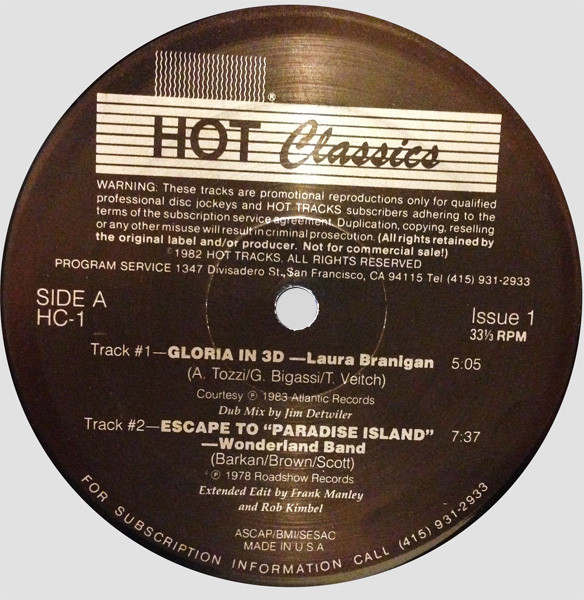 ®
HOT Classics
WARNING: These tracks are promotional reproductions only for qualified
professional disc jockeys and HOT TRACKS subscribers adhering to the
terms of the subscription service agreement. Duplication, copying, reselling
or any other misuse will result in criminal prosecution. (All rights retained by
the original label and/or producer. Not for commercial sale!)
©1982 HOT TRACKS. ALL RIGHTS RESERVED
PROGRAM SERVICE 1347 Divisadero St., San Francisco, CA 94115 Tel (415) 931-2933
SIDE A
HC-1
Issue 1
33⅓ RPM
Track #1—GLORIA IN 3D —Laura Branigan 5:05
(A. Tozzi/G. Bigassi/T. Veitch)
Courtesy ℗ 1983 Atlantic Records
Dub Mix by Jim Detwiler
Track #2—ESCAPE TO “PARADISE ISLAND” 7:37
—Wonderland Band
(Barkan/Brown/Scott)
℗ 1978 Roadshow Records
Extended Edit by Frank Manley
and Rob Kimbel
ASCAP/BMI/SESAC
MADE IN U S A
FOR SUBSCRIPTION INFORMATION CALL (415) 931-2933